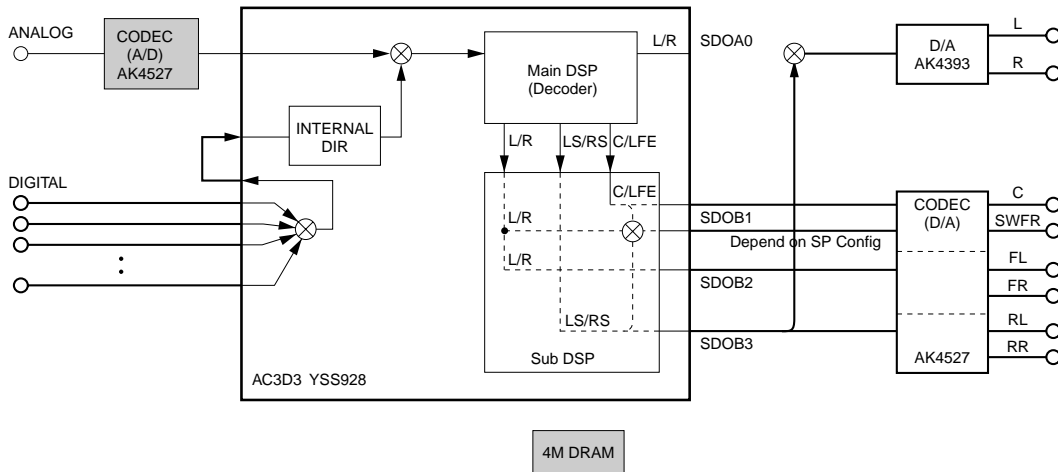 ANALOG
CODEC
(A/D)
AK4527
L/R
SDOA0
Main DSP
(Decoder)
D/A
AK4393
L
R
INTERNAL
DIR
L/R
LS/RS
C/LFE
DIGITAL
C/LFE
L/R
L/R
LS/RS
Sub DSP
SDOB1
Depend on SP Config
SDOB2
SDOB3
CODEC
(D/A)
AK4527
C
SWFR
FL
FR
RL
RR
AC3D3 YSS928
4M DRAM